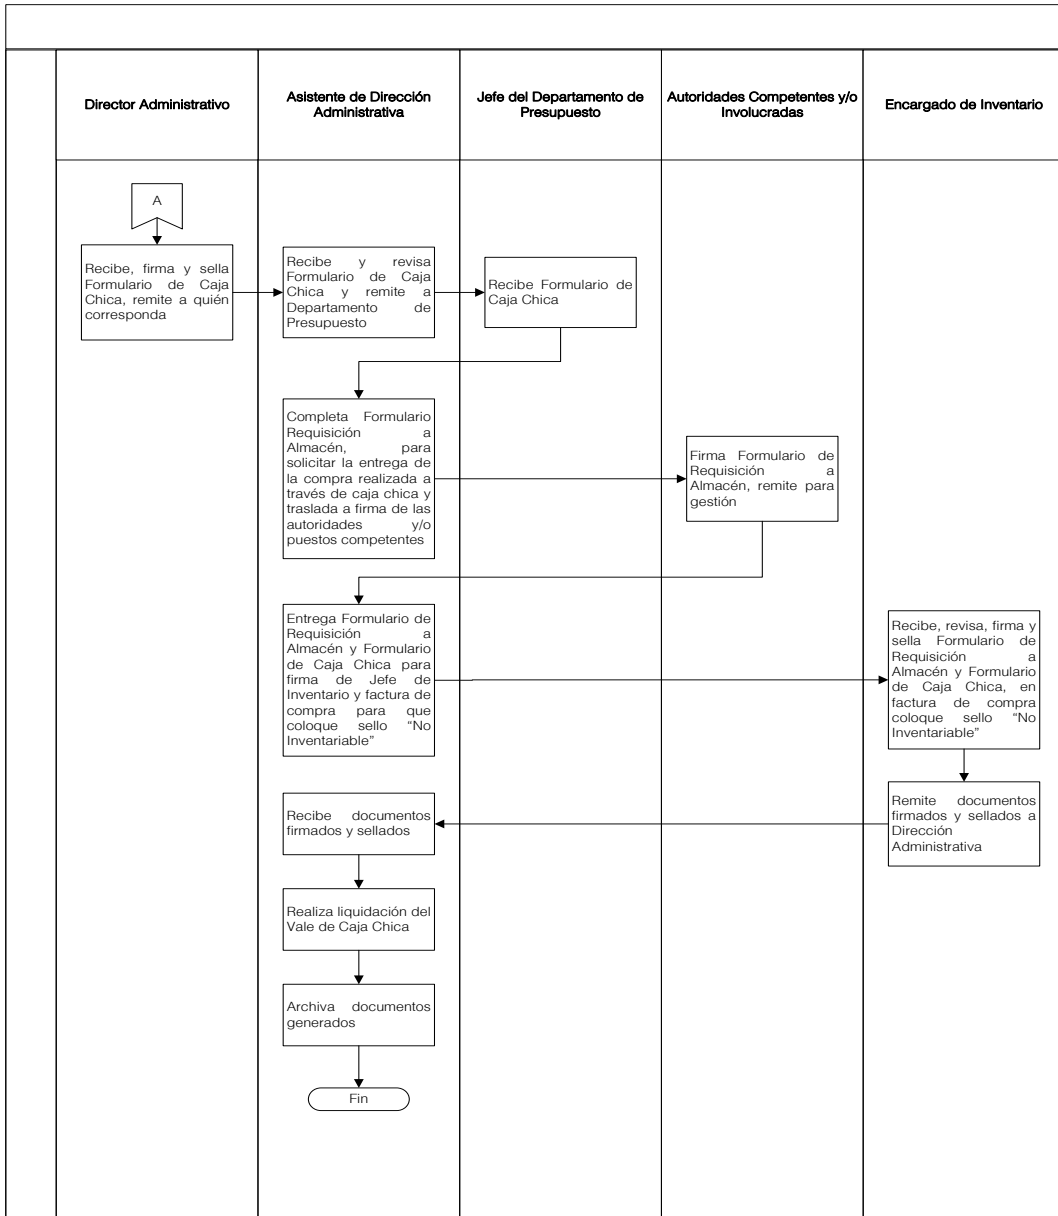 Director Administrativo
Asistente de Dirección
Administrativa
Jefe del Departamento de
Presupuesto
Autoridades Competentes y/o
Involucradas
Encargado de Inventario
A
Recibe, firma y sella
Formulario de Caja
Chica, remite a quién
corresponda
Recibe y revisa
Formulario de Caja
Chica y remite a
Departamento de
Presupuesto
Recibe Formulario de
Caja Chica
Completa Formulario
Requisición a
Almacén, para
solicitar la entrega de
la compra realizada a
través de caja chica y
traslada a firma de las
autoridades y/o
puestos competentes
Firma Formulario de
Requisición a
Almacén, remite para
gestión
Entrega Formulario de
Requisición a
Almacén y Formulario
de Caja Chica para
firma de Jefe de
Inventario y factura de
compra para que
coloque sello “No
Inventariable”
Recibe, revisa, firma y
sella Formulario de
Requisición a
Almacén y Formulario
de Caja Chica, en
factura de compra
coloque sello “No
Inventariable”
Remite documentos
firmados y sellados a
Dirección
Administrativa
Recibe documentos
firmados y sellados
Realiza liquidación del
Vale de Caja Chica
Archiva documentos
generados
Fin